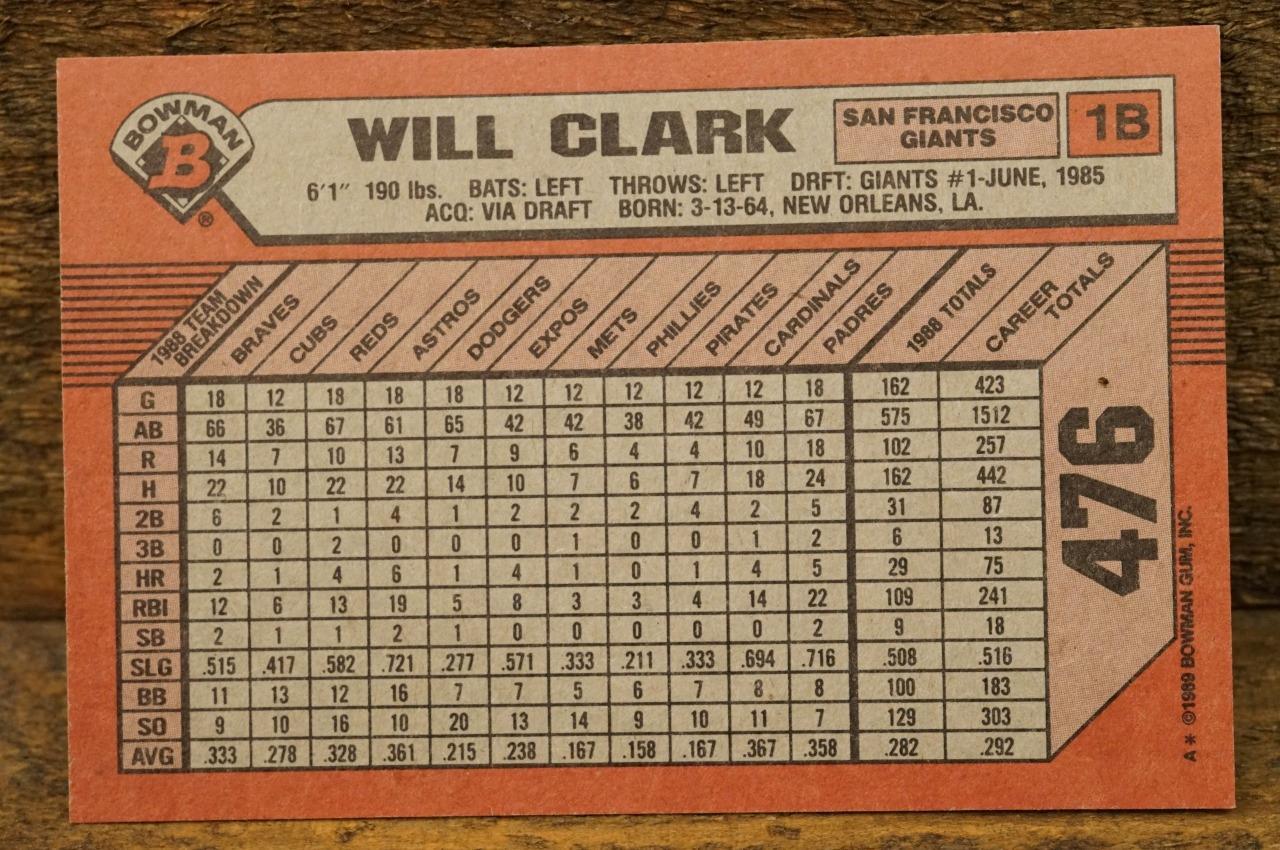 BOWMAN
B
®
WILL CLARK
SAN FRANCISCO
GIANTS
1B
6'1" 190 lbs. BATS: LEFT THROWS: LEFT DRFT: GIANTS #1-JUNE, 1985
ACQ: VIA DRAFT BORN: 3-13-64, NEW ORLEANS, LA.
1988 TEAM BREAKDOWN BRAVES CUBS REDS ASTROS DODGERS EXPOS METS PHILLIES PIRATES CARDINALS PADRES 1988 TOTALS CAREER TOTALS
G 18 12 18 18 18 12 12 12 12 12 18 162 423
AB 66 36 67 61 65 42 42 38 42 49 67 575 1512
R 14 7 10 13 7 9 6 4 4 10 18 102 257
H 22 10 22 22 14 10 7 6 7 18 24 162 442
2B 6 2 1 4 1 2 2 2 4 2 5 31 87
3B 0 0 2 0 0 0 1 0 0 1 2 6 13
HR 2 1 4 6 1 4 1 0 1 4 5 29 75
RBI 12 6 13 19 5 8 3 3 4 14 22 109 241
SB 2 1 1 2 1 0 0 0 0 0 2 9 18
SLG .515 .417 .582 .721 .277 .571 .333 .211 .333 .694 .716 .508 .516
BB 11 13 12 16 7 7 5 6 7 8 8 100 183
SO 9 10 16 10 20 13 14 9 10 11 7 129 303
AVG .333 .278 .328 .361 .215 .238 .167 .158 .167 .367 .358 .282 .292
476
A * ©1989 BOWMAN GUM, INC.